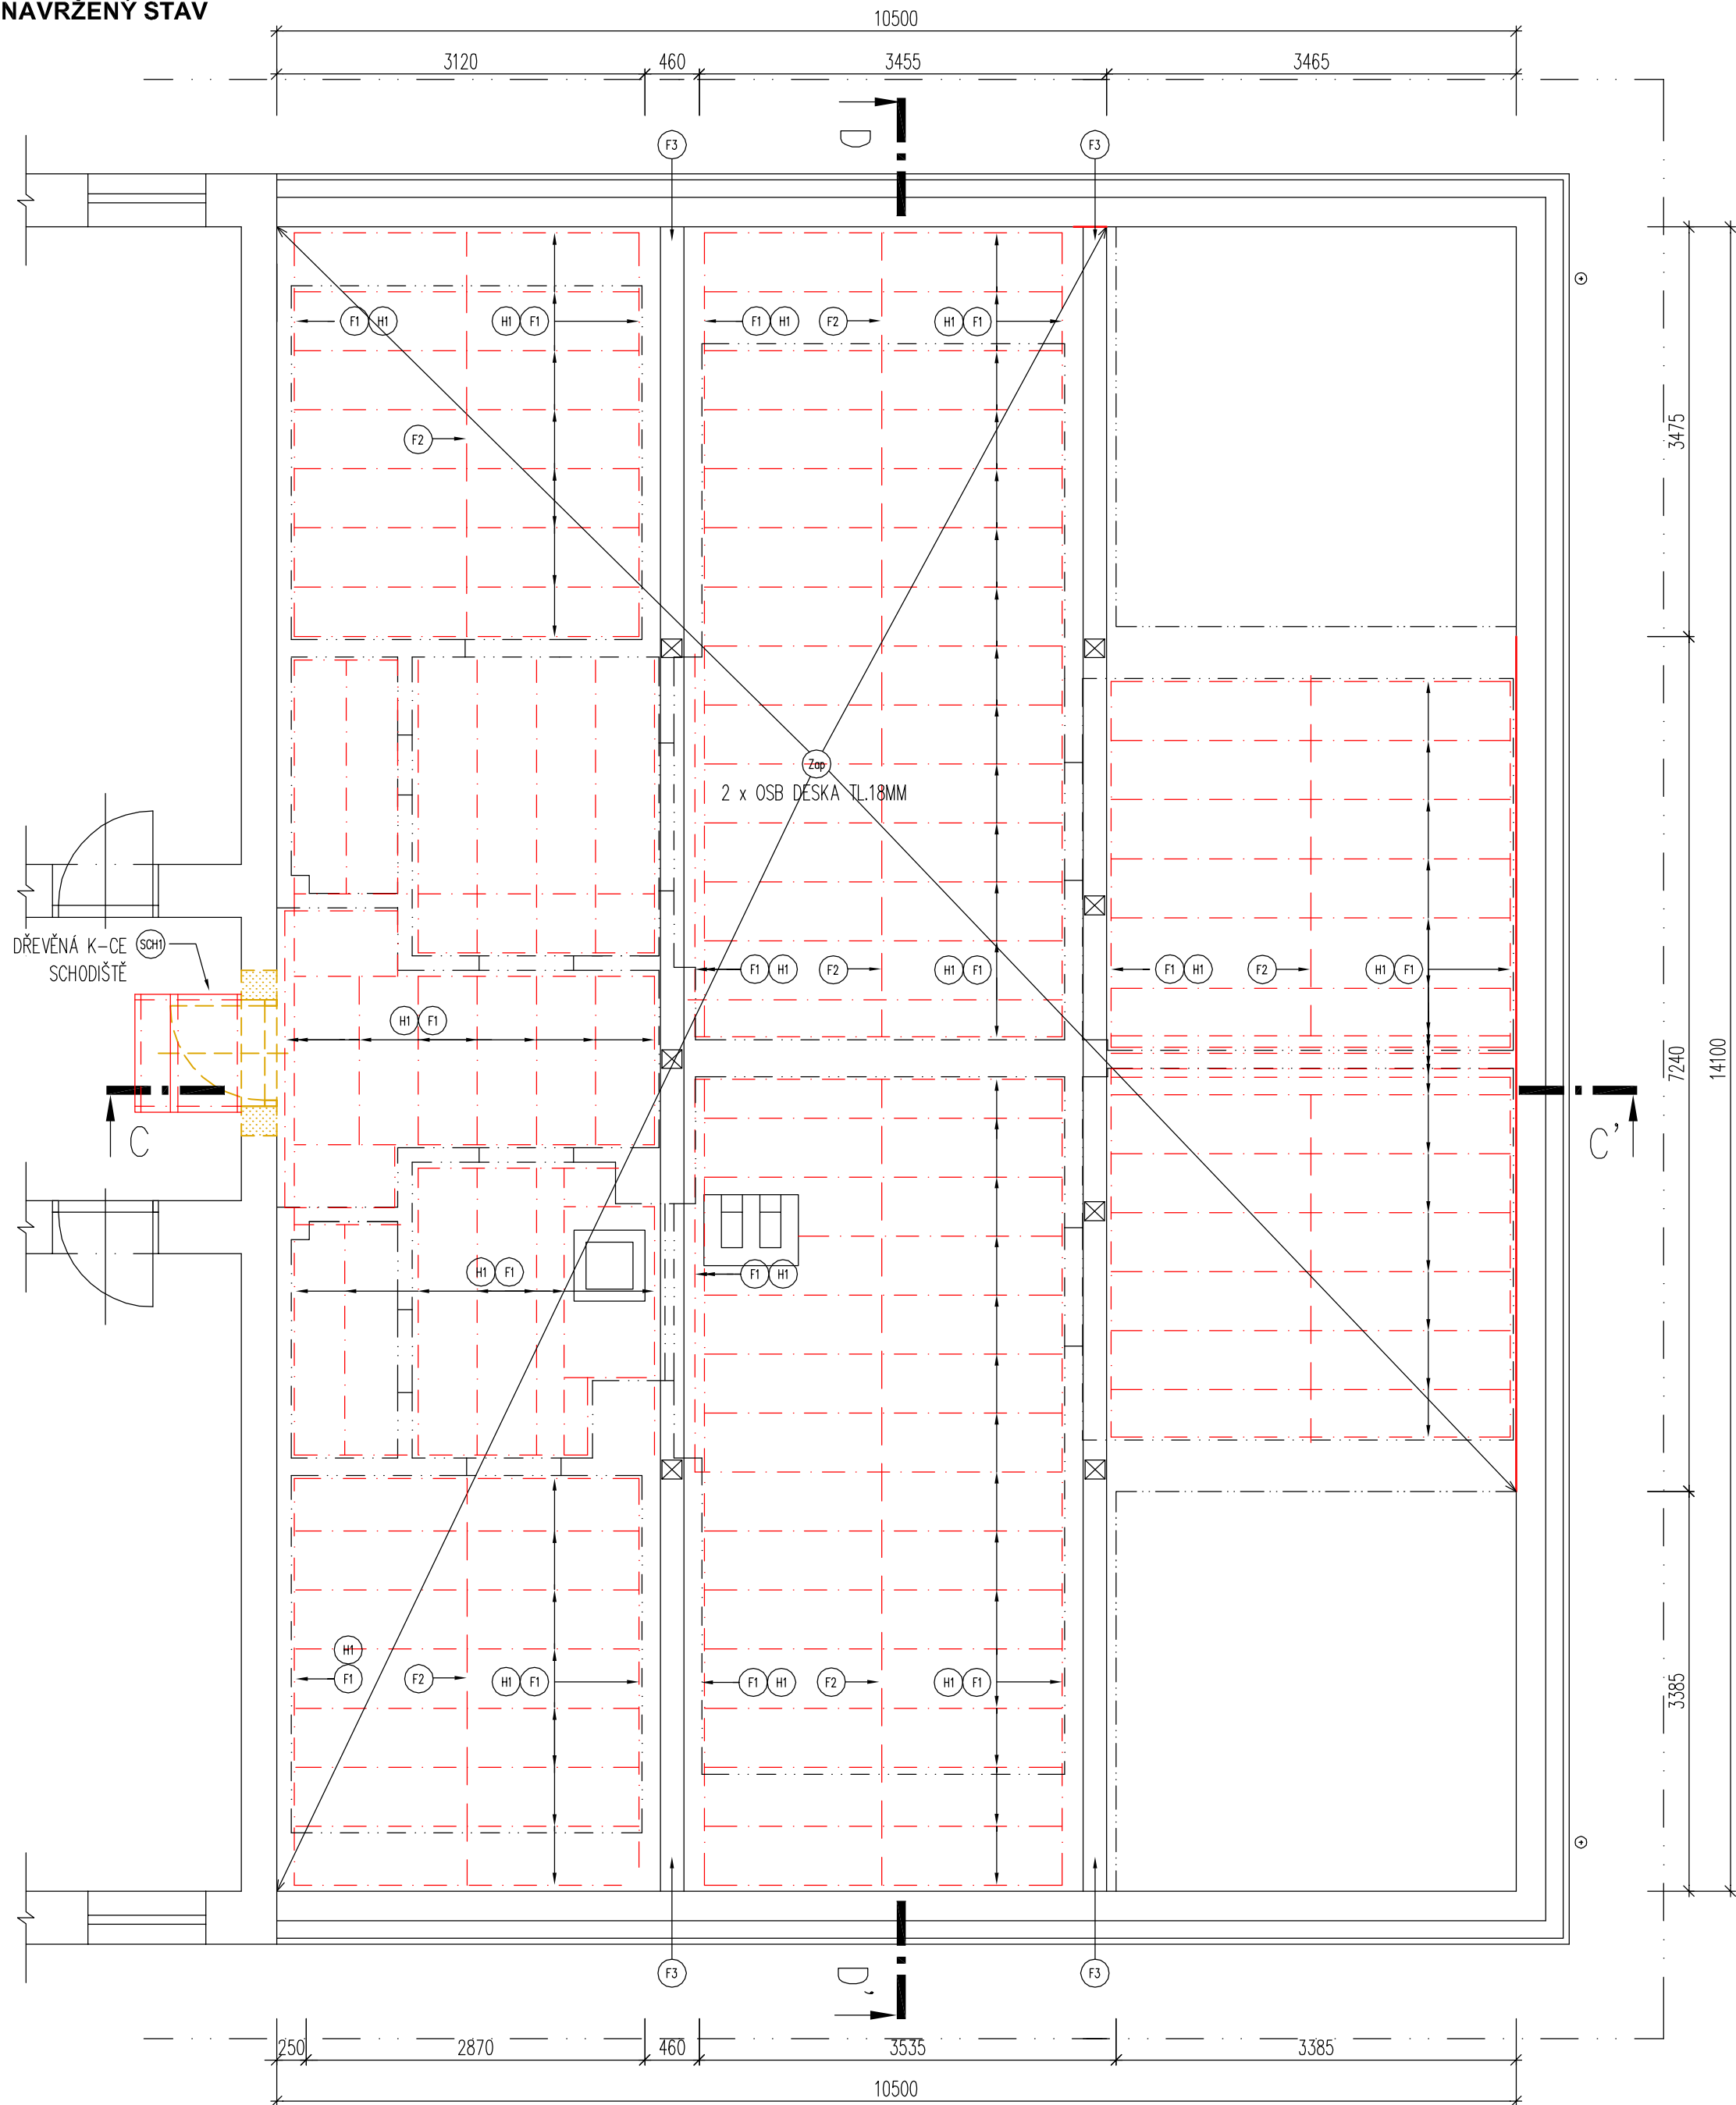 NAVRŽENÝ STAV
10500
3120 460 3455 3465
D
F3 F3
F1 H1 H1 F1 F1 H1 F2 H1 F1
F2
3475
Zap
2 x OSB DESKA TL.18MM
DŘEVĚNÁ K-CE SCH1
SCHODIŠTĚ
F1 H1 F2 H1 F1 F1 H1 F2 H1 F1
H1 F1
7240
14100
C
C'
H1 F1 F1 H1
H1
F1 F2 H1 F1 F1 H1 F2 H1 F1
3385
F3 F3
D'
250 2870 460 3535 3385
10500